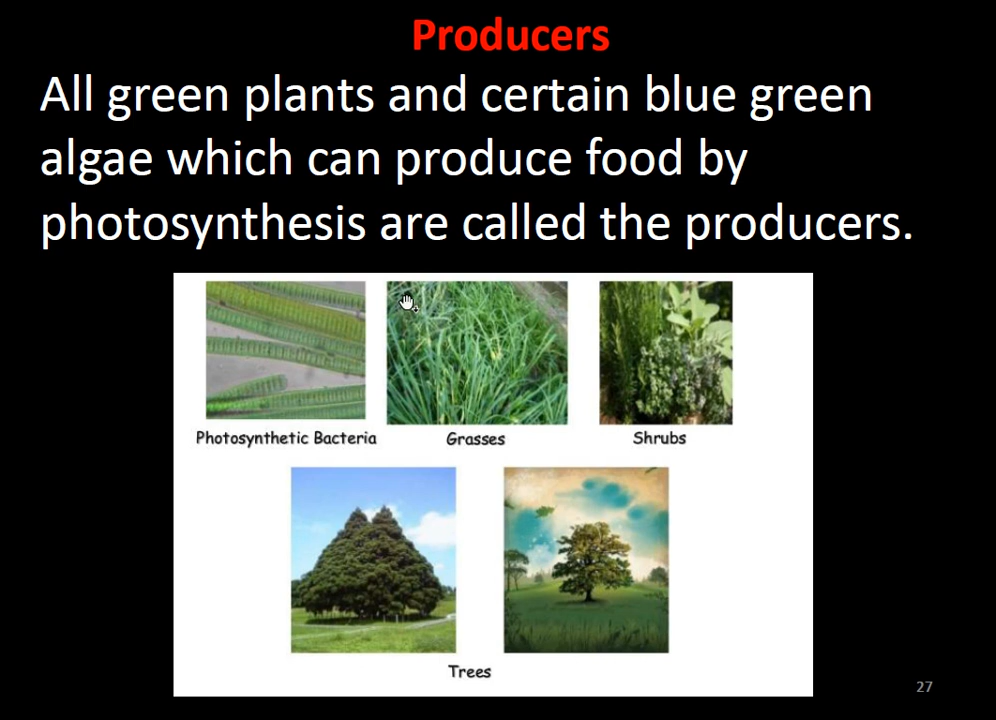 Producers
All green plants and certain blue green
algae which can produce food by
photosynthesis are called the producers.
Photosynthetic Bacteria
Grasses
Shrubs
Trees
27